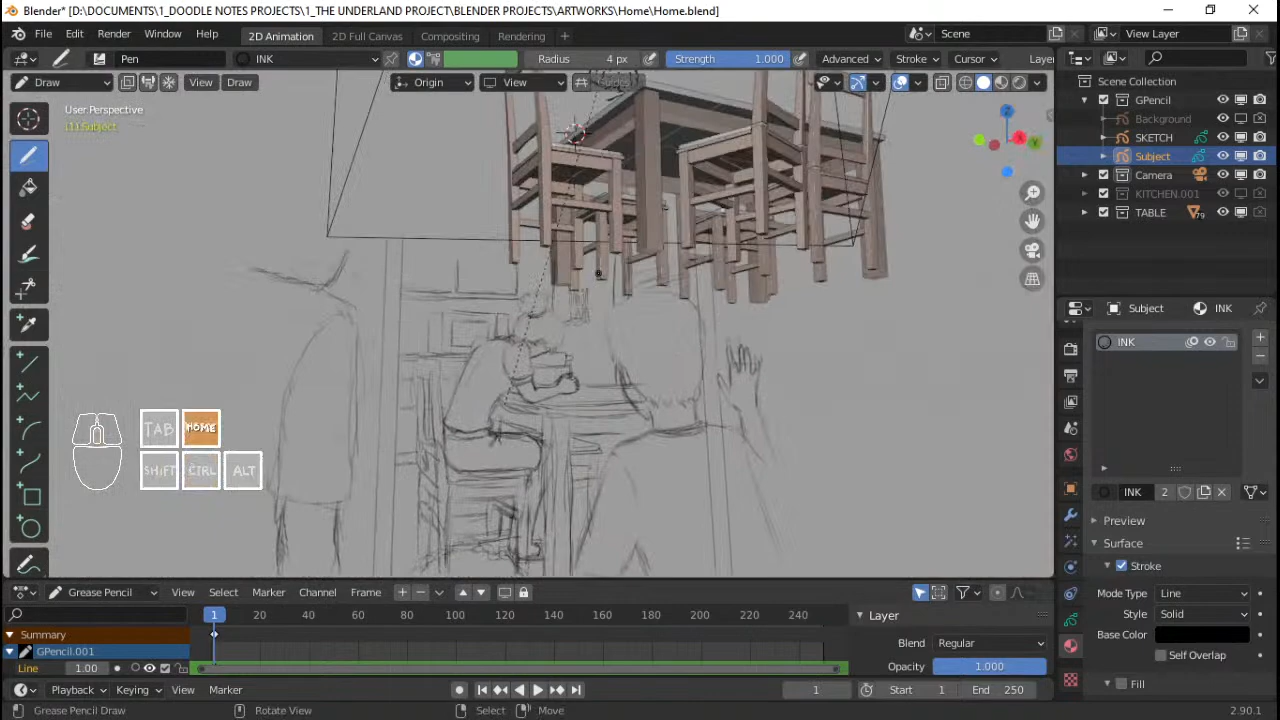 Blender* [D:\DOCUMENTS\1_DOODLE NOTES PROJECTS\1_THE UNDERLAND PROJECT\BLENDER PROJECTS\ARTWORKS\Home\Home.blend]
File Edit Render Window Help 2D Animation 2D Full Canvas Compositing Rendering Scene View Layer
Pen INK Radius 4 px Strength 1.000 Advanced Stroke Cursor Laye
Draw View Draw Origin View
User Perspective
(1) Subject
Scene Collection
GPencil
Background
SKETCH
Subject
Camera
KITCHEN.001
TABLE 79
Subject INK
INK
INK 2
Preview
Surface
Stroke
Mode Type Line
Style Solid
Base Color
Self Overlap
Fill
TAB HOME
SHIFT CTRL ALT
Grease Pencil View Select Marker Channel Frame
1 20 40 60 80 100 120 140 160 180 200 220 240
Summary
GPencil.001
Line 1.00
Layer
Blend Regular
Opacity 1.000
Playback Keying View Marker 1 Start 1 End 250
Grease Pencil Draw Rotate View Select Move 2.90.1